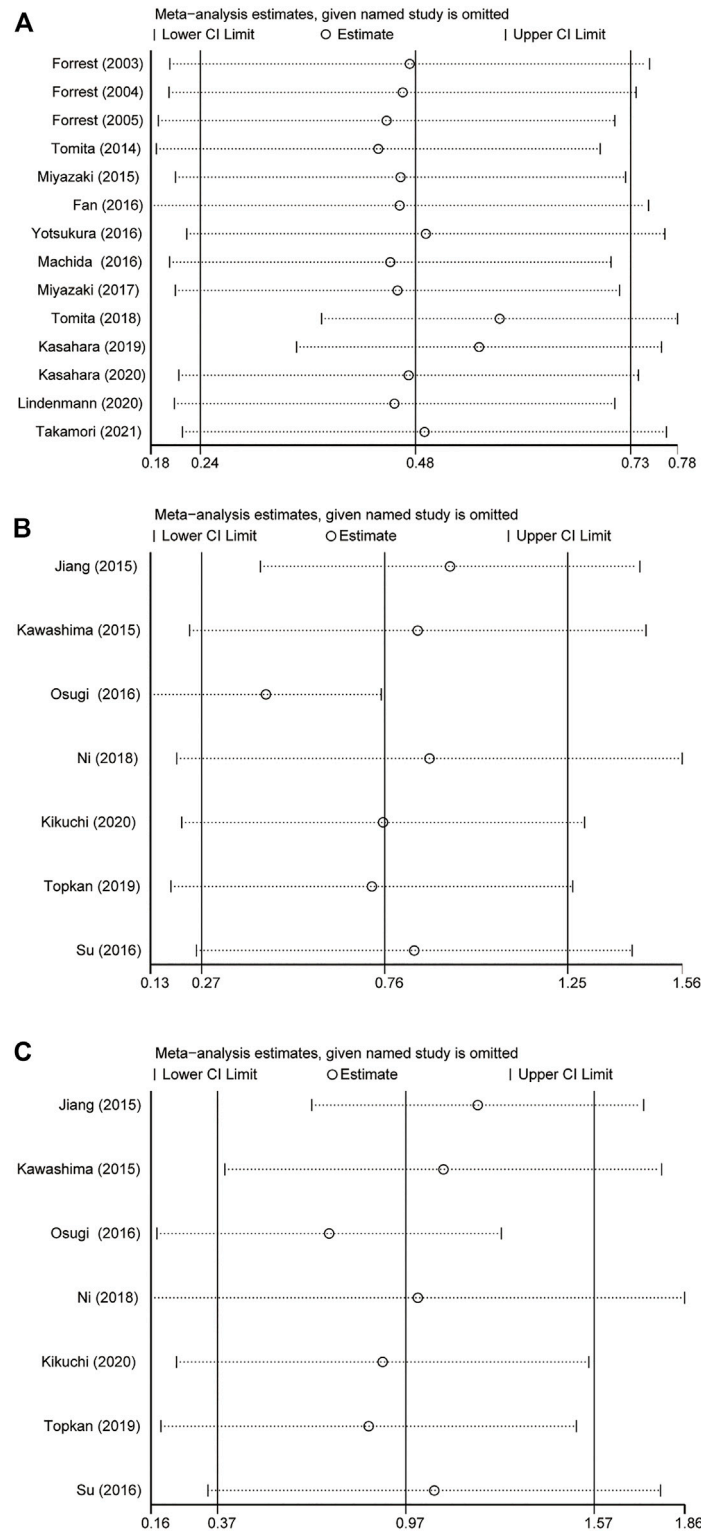 A
Meta−analysis estimates, given named study is omitted
| Lower CI Limit O Estimate | Upper CI Limit
Forrest (2003)
Forrest (2004)
Forrest (2005)
Tomita (2014)
Miyazaki (2015)
Fan (2016)
Yotsukura (2016)
Machida (2016)
Miyazaki (2017)
Tomita (2018)
Kasahara (2019)
Kasahara (2020)
Lindenmann (2020)
Takamori (2021)
0.18 0.24 0.48 0.73 0.78
B
Meta−analysis estimates, given named study is omitted
| Lower CI Limit O Estimate | Upper CI Limit
Jiang (2015)
Kawashima (2015)
Osugi (2016)
Ni (2018)
Kikuchi (2020)
Topkan (2019)
Su (2016)
0.13 0.27 0.76 1.25 1.56
C
Meta−analysis estimates, given named study is omitted
| Lower CI Limit O Estimate | Upper CI Limit
Jiang (2015)
Kawashima (2015)
Osugi (2016)
Ni (2018)
Kikuchi (2020)
Topkan (2019)
Su (2016)
0.16 0.37 0.97 1.57 1.86